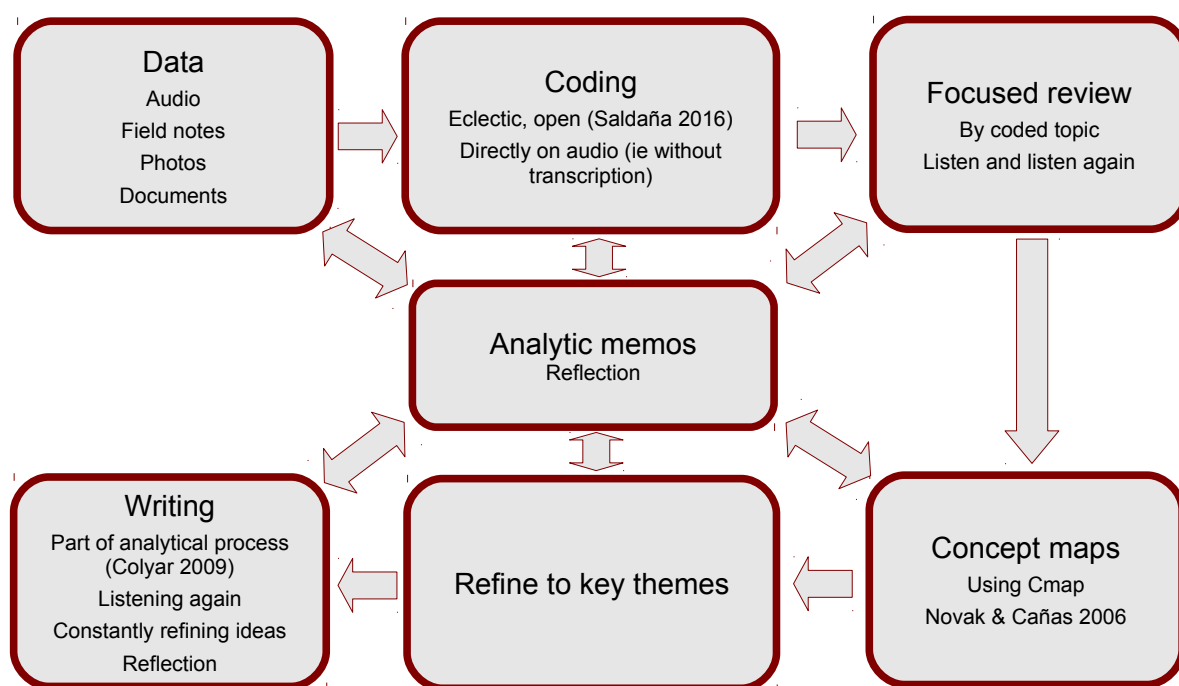 Data
Audio
Field notes
Photos
Documents
Coding
Eclectic, open (Saldaña 2016)
Directly on audio (ie without
transcription)
Focused review
By coded topic
Listen and listen again
Analytic memos
Reflection
Writing
Part of analytical process
(Colyar 2009)
Listening again
Constantly refining ideas
Reflection
Refine to key themes
Concept maps
Using Cmap
Novak & Cañas 2006